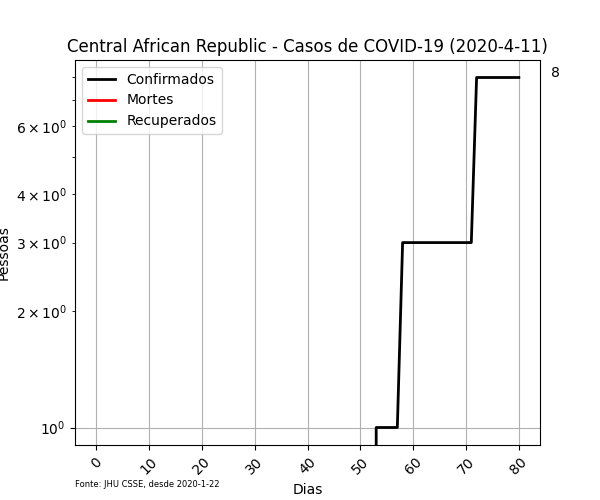 Central African Republic - Casos de COVID-19 (2020-4-11)
Confirmados
Mortes
Recuperados
8
6 × 10⁰
4 × 10⁰
3 × 10⁰
2 × 10⁰
10⁰
Pessoas
0 10 20 30 40 50 60 70 80
Fonte: JHU CSSE, desde 2020-1-22
Dias